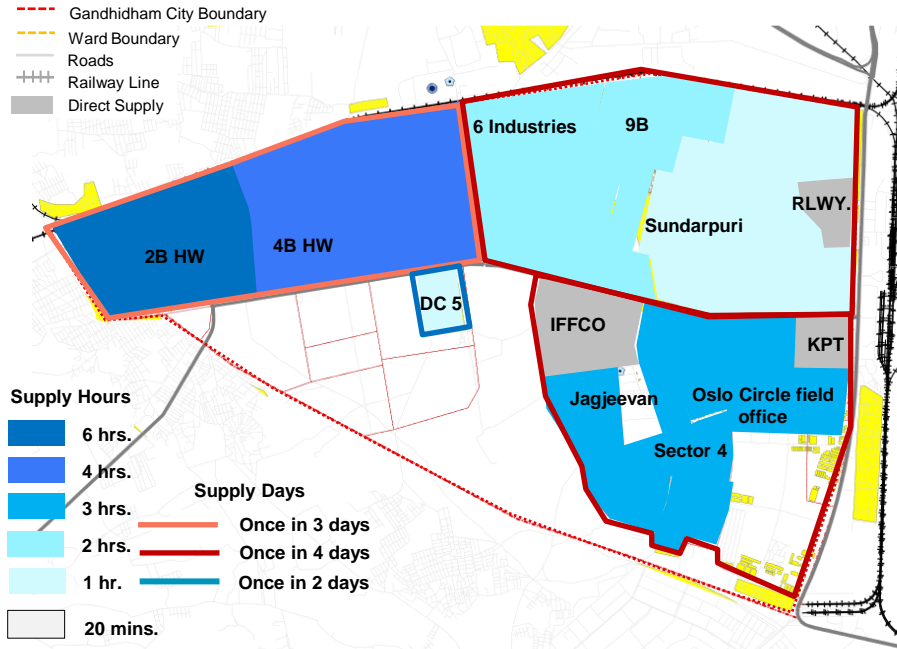 Gandhidham City Boundary
Ward Boundary
Roads
Railway Line
Direct Supply
6 Industries
9B
RLWY.
Sundarpuri
2B HW
4B HW
DC 5
IFFCO
KPT
Jagjeevan
Oslo Circle field
office
Sector 4
Supply Hours
6 hrs.
4 hrs.
3 hrs.
2 hrs.
1 hr.
20 mins.
Supply Days
Once in 3 days
Once in 4 days
Once in 2 days